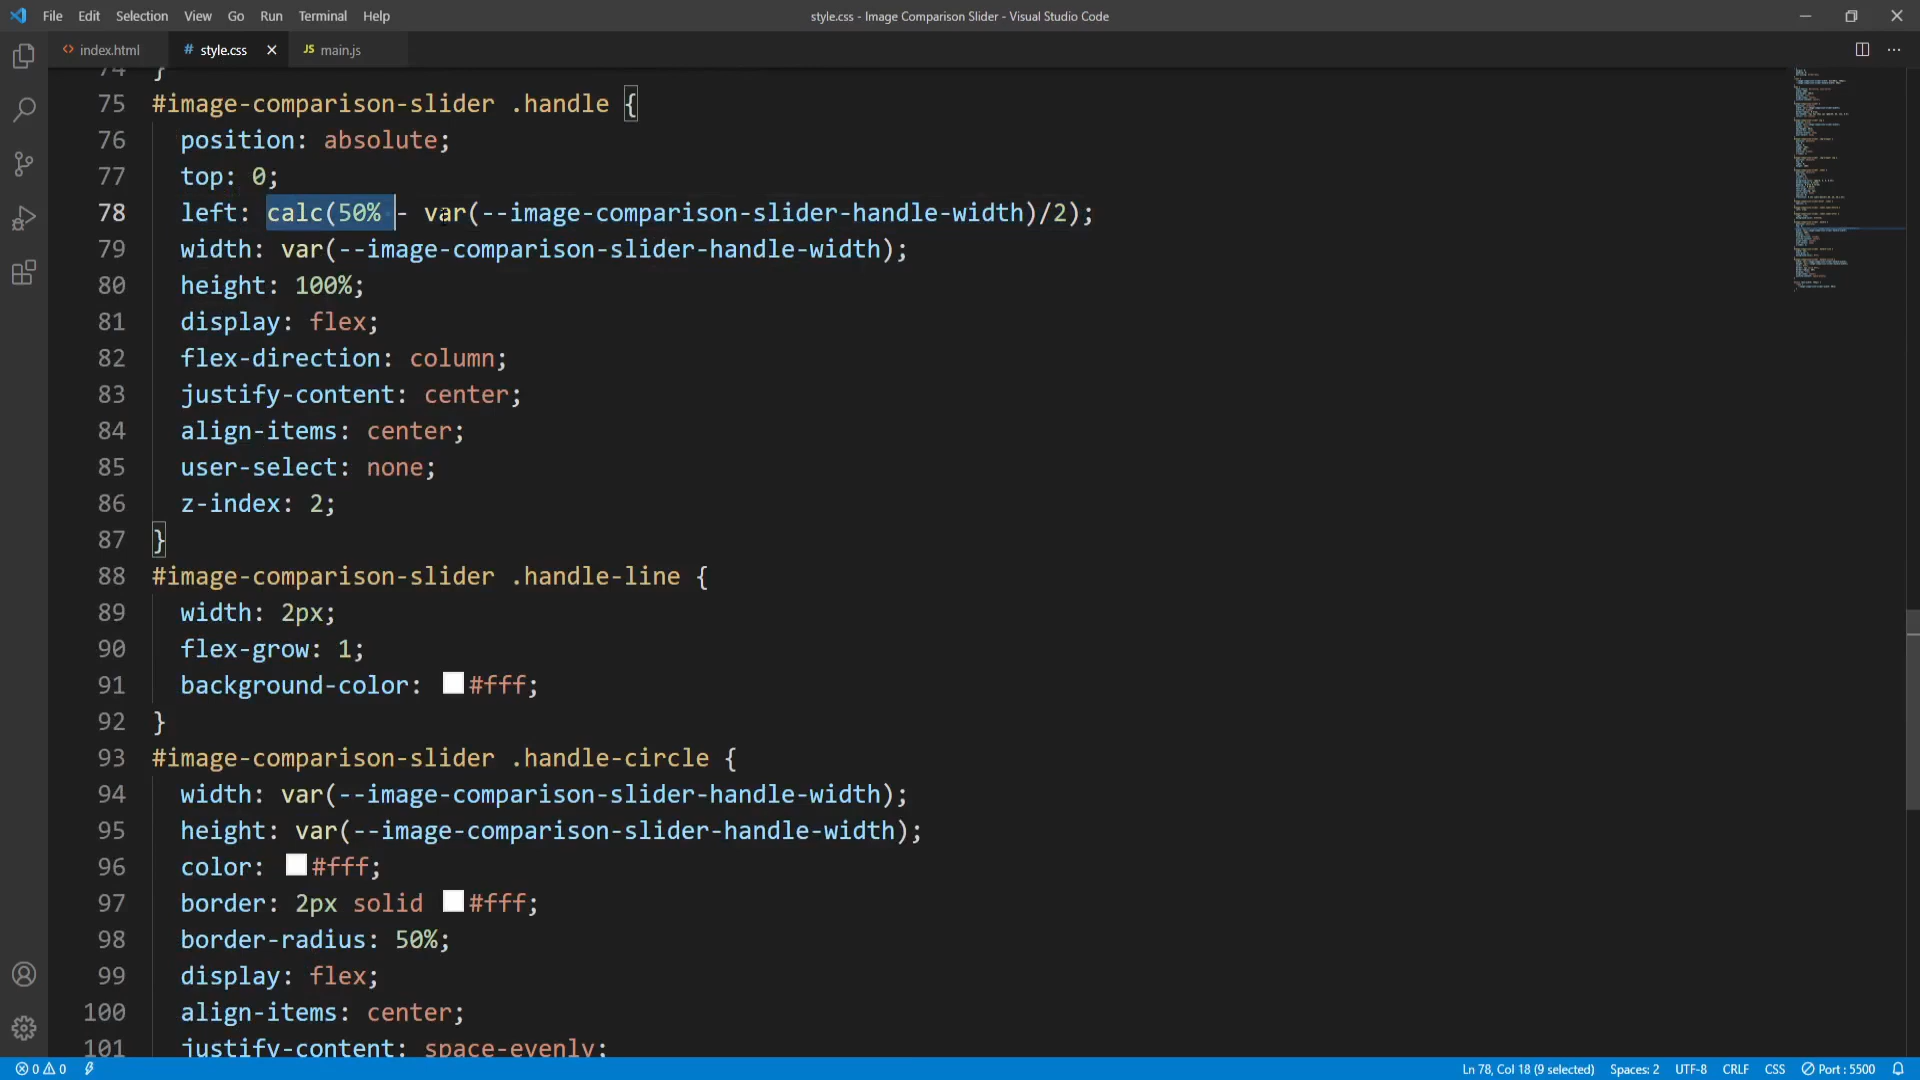 File Edit Selection View Go Run Terminal Help
style.css - Image Comparison Slider - Visual Studio Code
index.html
# style.css
JS main.js
74 }
75 #image-comparison-slider .handle {
76 position: absolute;
77 top: 0;
78 left: calc(50% - var(--image-comparison-slider-handle-width)/2);
79 width: var(--image-comparison-slider-handle-width);
80 height: 100%;
81 display: flex;
82 flex-direction: column;
83 justify-content: center;
84 align-items: center;
85 user-select: none;
86 z-index: 2;
87 }
88 #image-comparison-slider .handle-line {
89 width: 2px;
90 flex-grow: 1;
91 background-color: #fff;
92 }
93 #image-comparison-slider .handle-circle {
94 width: var(--image-comparison-slider-handle-width);
95 height: var(--image-comparison-slider-handle-width);
96 color: #fff;
97 border: 2px solid #fff;
98 border-radius: 50%;
99 display: flex;
100 align-items: center;
101 justify-content: space-evenly;
0 0
Ln 78, Col 18 (9 selected) Spaces: 2 UTF-8 CRLF CSS Port : 5500